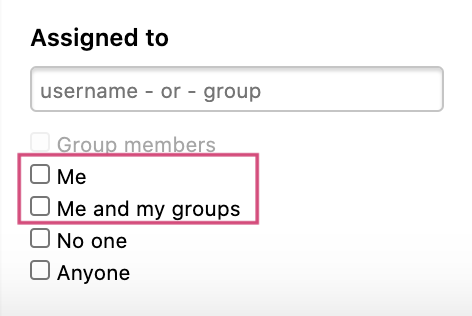 Assigned to
username - or - group
Group members
Me
Me and my groups
No one
Anyone